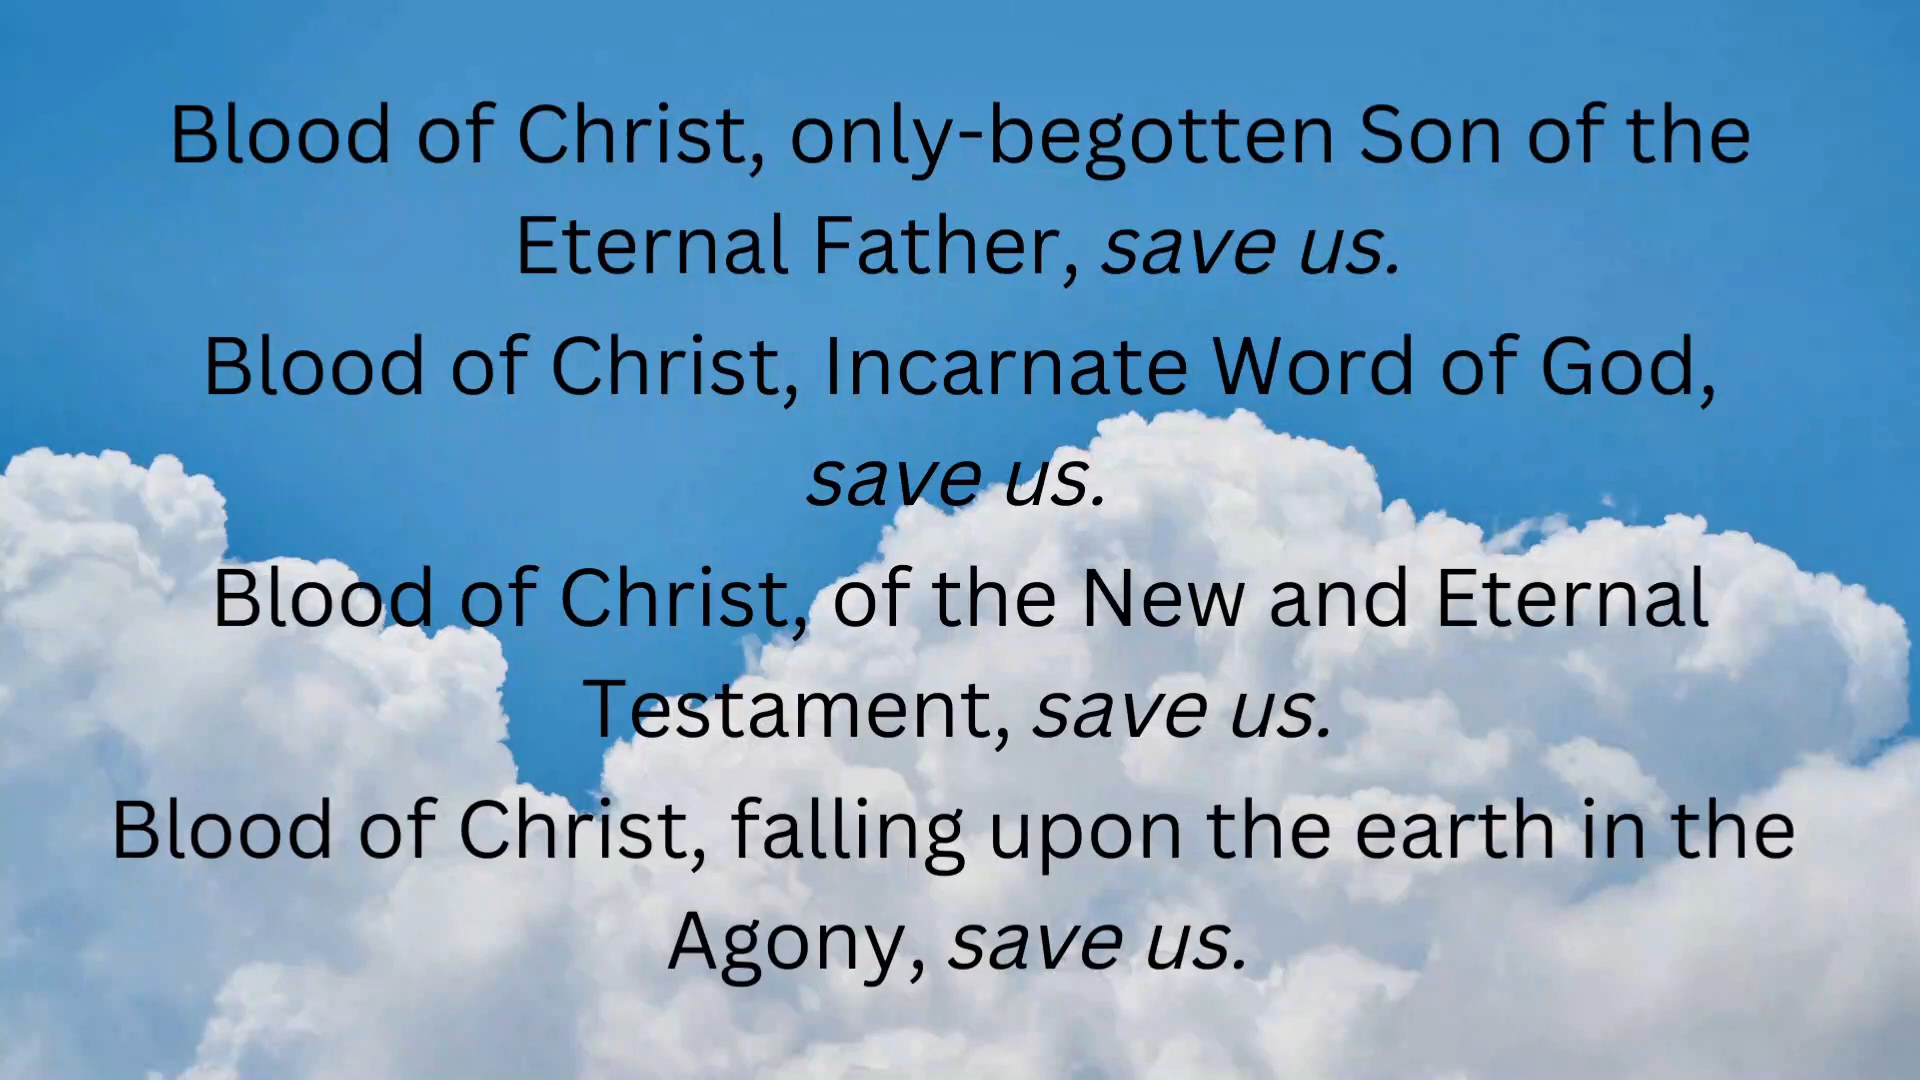 Blood of Christ, only-begotten Son of the
Eternal Father, save us.
Blood of Christ, Incarnate Word of God,
save us.
Blood of Christ, of the New and Eternal
Testament, save us.
Blood of Christ, falling upon the earth in the
Agony, save us.